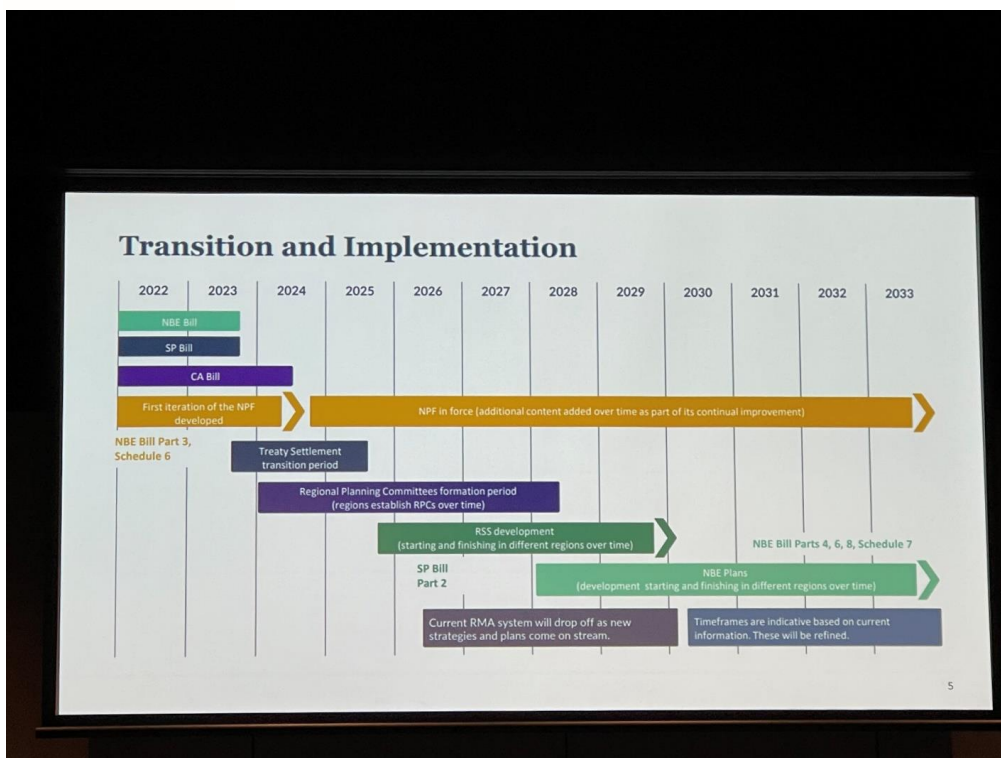 Transition and Implementation
2022 2023 2024 2025 2026 2027 2028 2029 2030 2031 2032 2033
NBE Bill
SP Bill
CA Bill
First iteration of the NPF
developed
NPF in force (additional content added over time as part of its continual improvement)
NBE Bill Part 3,
Schedule 6
Treaty Settlement
transition period
Regional Planning Committees formation period
(regions establish RPCs over time)
RSS development
(starting and finishing in different regions over time)
NBE Bill Parts 4, 6, 8, Schedule 7
SP Bill
Part 2
NBE Plans
(development starting and finishing in different regions over time)
Current RMA system will drop off as new
strategies and plans come on stream.
Timeframes are indicative based on current
information. These will be refined.
5